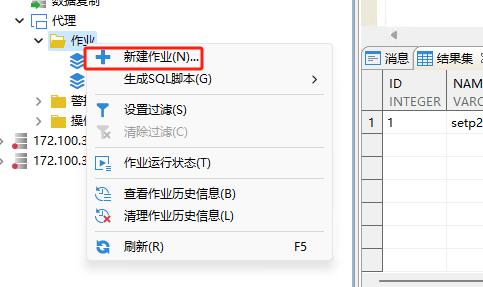 数据复制
代理
作业
新建作业(N)...
生成SQL脚本(G)
设置过滤(S)
清除过滤(C)
作业运行状态(T)
查看作业历史信息(B)
清理作业历史信息(L)
刷新(R) F5
警
操作
172.100.3
172.100.3
消息 结果集
ID
INTEGER
NAM
VARC
1 1 setp2